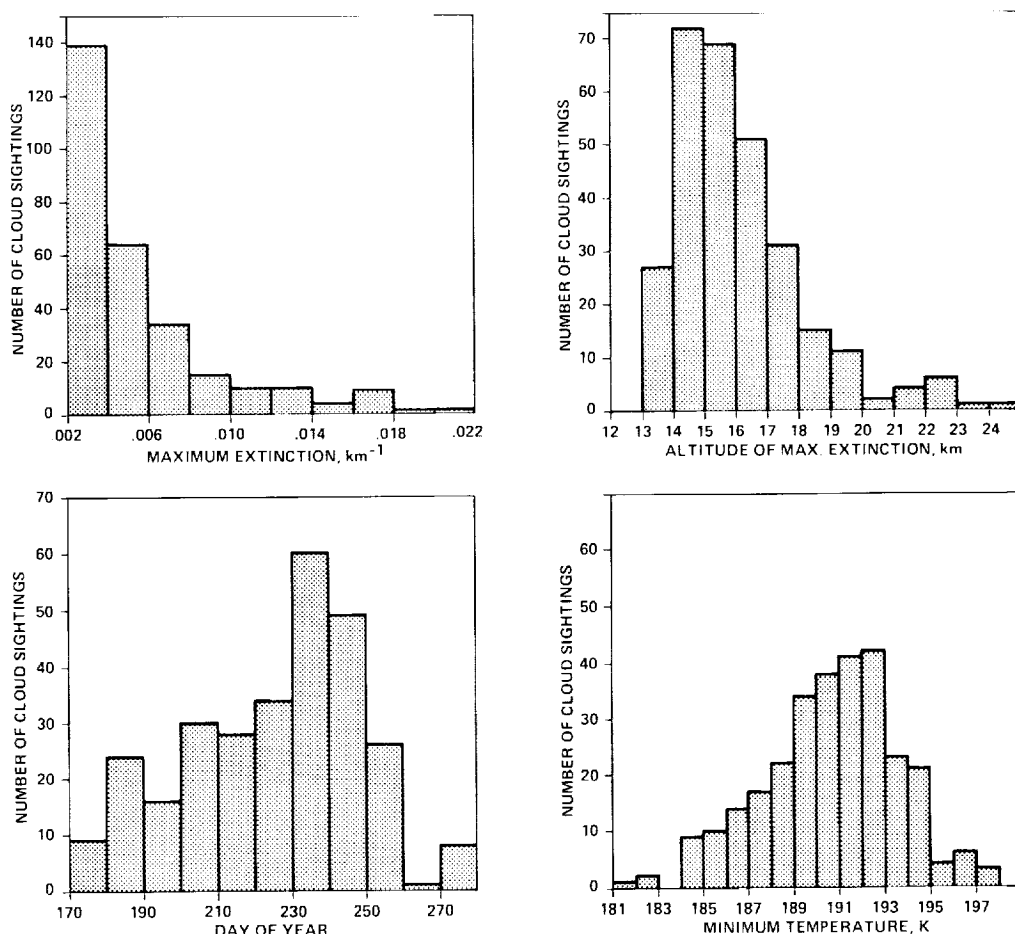 NUMBER OF CLOUD SIGHTINGS
140
120
100
80
60
40
20
0
.002 .006 .010 .014 .018 .022
MAXIMUM EXTINCTION, km-1
NUMBER OF CLOUD SIGHTINGS
70
60
50
40
30
20
10
0
12 13 14 15 16 17 18 19 20 21 22 23 24
ALTITUDE OF MAX. EXTINCTION, km
NUMBER OF CLOUD SIGHTINGS
70
60
50
40
30
20
10
0
170 190 210 230 250 270
DAY OF YEAR
NUMBER OF CLOUD SIGHTINGS
60
50
40
30
20
10
0
181 183 185 187 189 191 193 195 197
MINIMUM TEMPERATURE, K